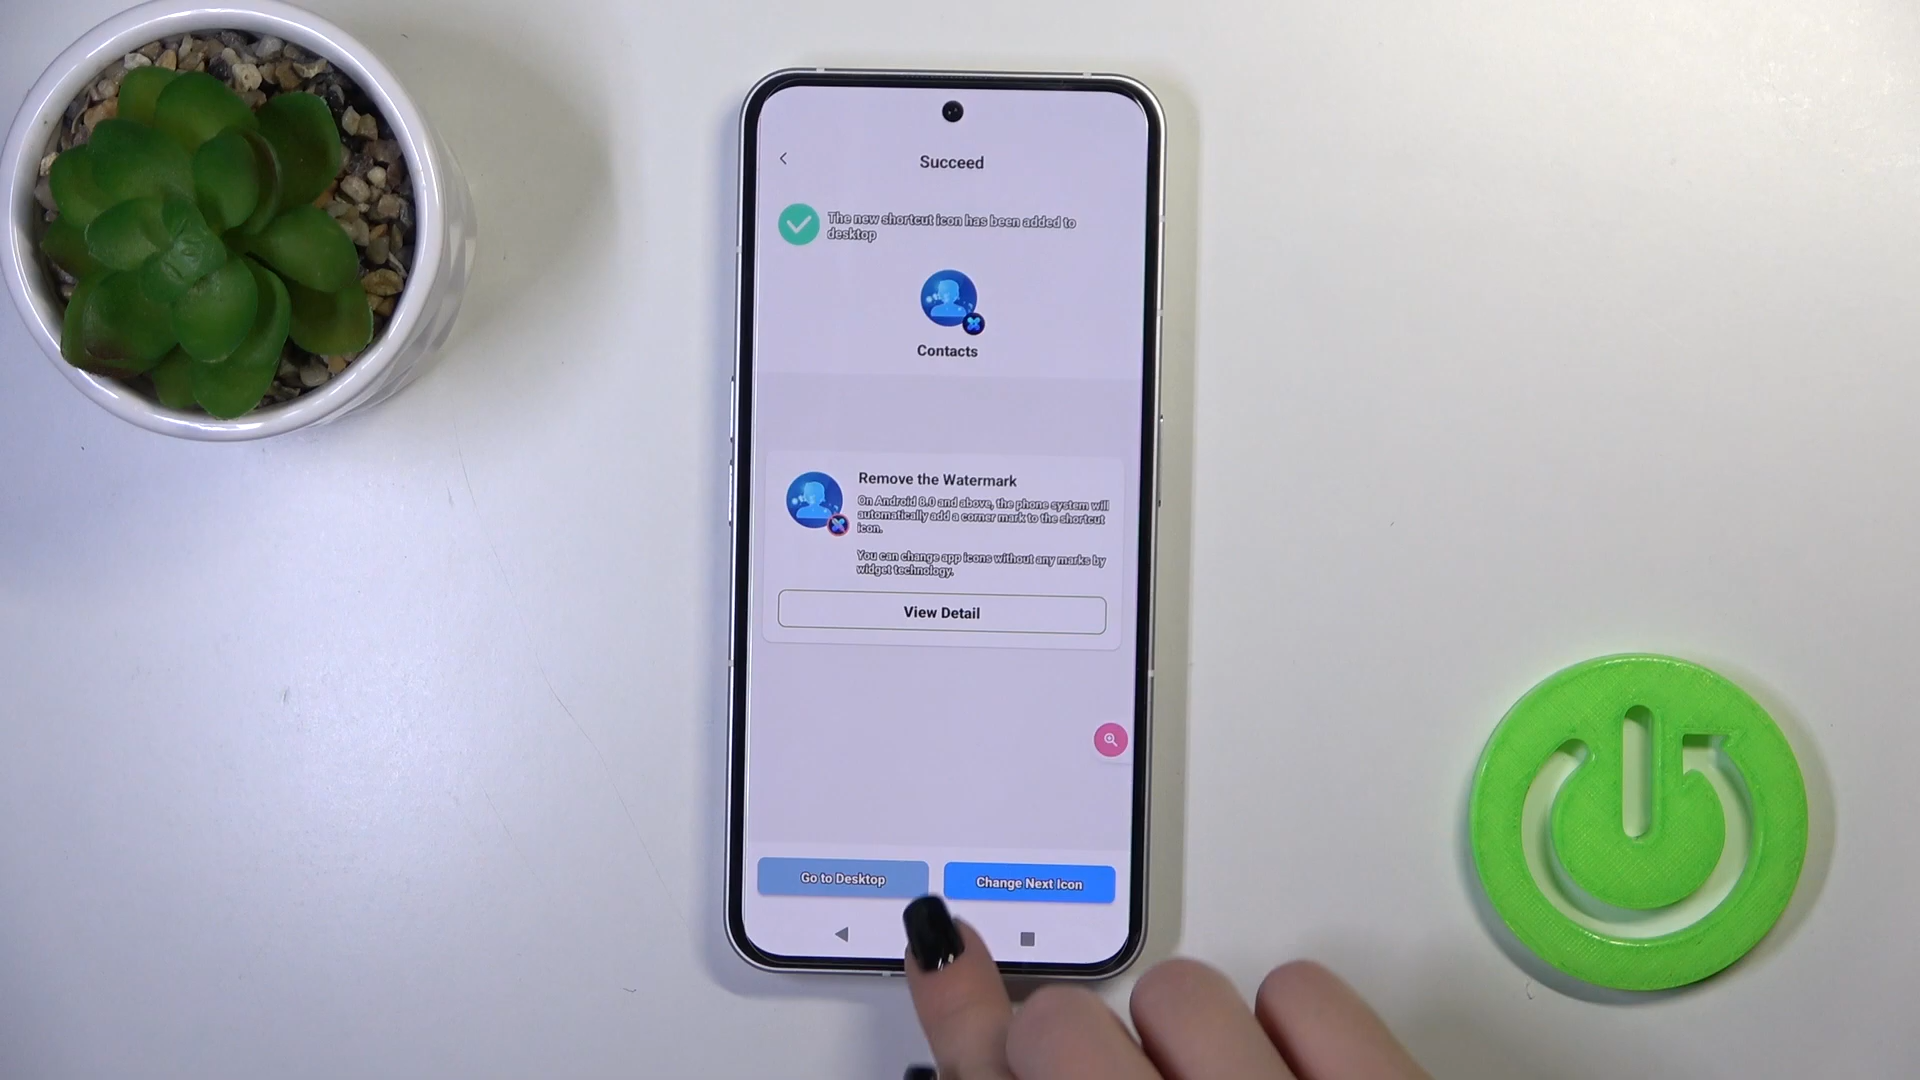 Succeed
The new shortcut icon has been added to
desktop
Contacts
Remove the Watermark
On Android 8.0 and above, the phone system will
automatically add a corner mark to the shortcut
icon.
You can change app icons without any marks by
widget technology.
View Detail
Go to Desktop
Change Next Icon